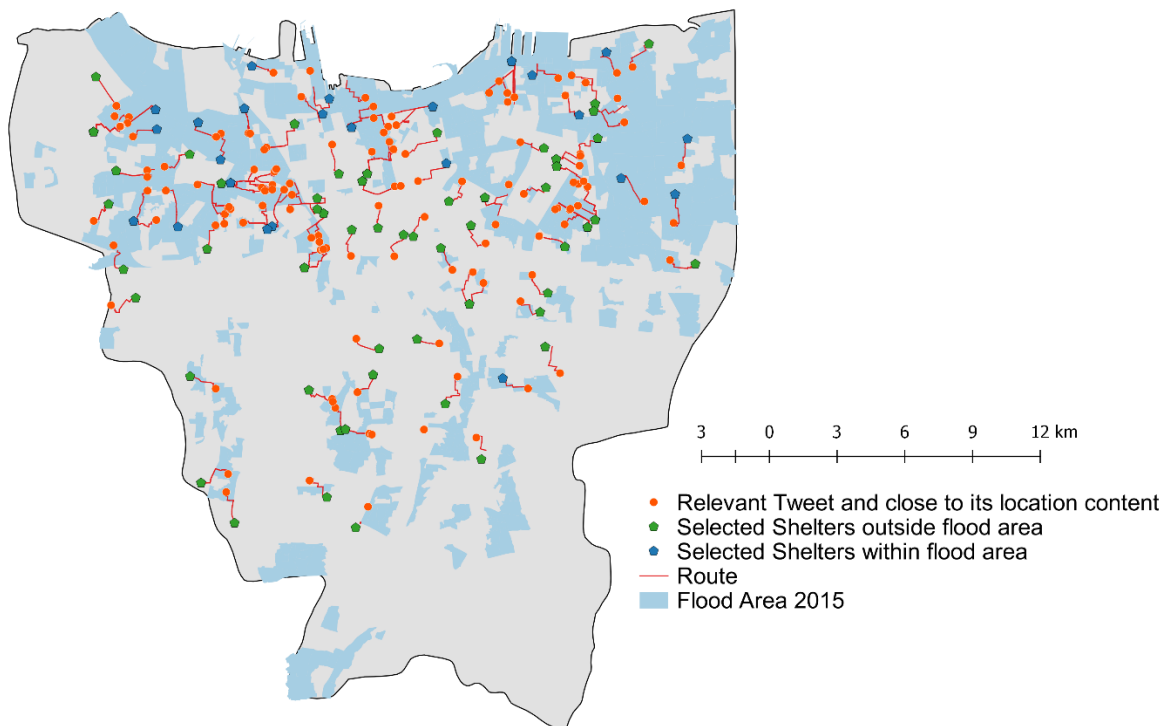 3 0 3 6 9 12 km
Relevant Tweet and close to its location content
Selected Shelters outside flood area
Selected Shelters within flood area
Route
Flood Area 2015